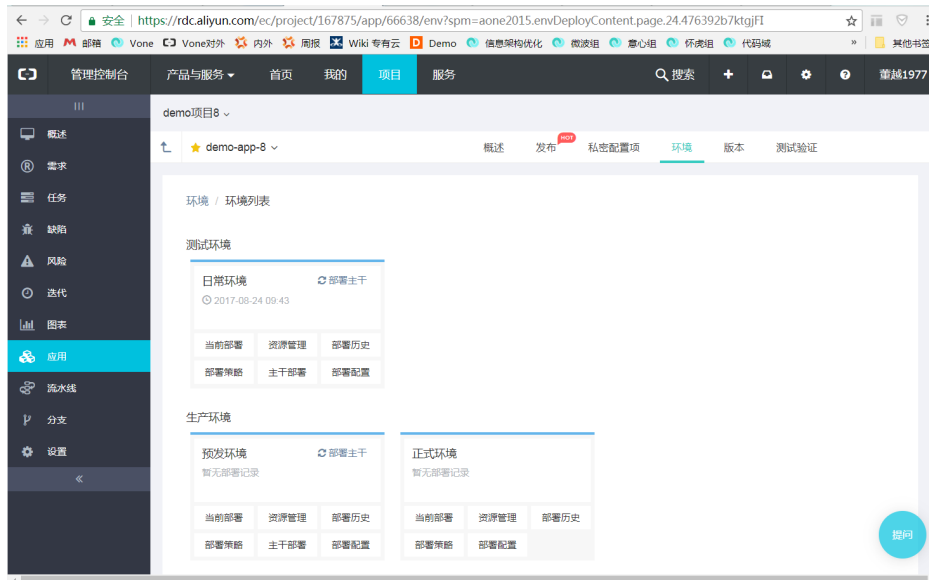 安全 https://rdc.aliyun.com/ec/project/167875/app/66638/env?spm=aone2015.envDeployContent.page.24.476392b7ktgjFI
应用 邮箱 Vone Vone对外 内外 周报 Wiki 专有云 Demo 信息架构优化 微波组 意心组 怀虎组 代码域 » 其他书签
管理控制台 产品与服务 首页 我的 项目 服务 搜索 董越1977
demo项目8
demo-app-8 概述 发布 HOT 私密配置项 环境 版本 测试验证
概述
需求
任务
缺陷
风险
迭代
图表
应用
流水线
分支
设置
环境 / 环境列表
测试环境
日常环境 部署主干
2017-08-24 09:43
当前部署 资源管理 部署历史
部署策略 主干部署 部署配置
生产环境
预发环境 部署主干
暂无部署记录
当前部署 资源管理 部署历史
部署策略 主干部署 部署配置
正式环境
暂无部署记录
当前部署 资源管理 部署历史
部署策略 部署配置
提问